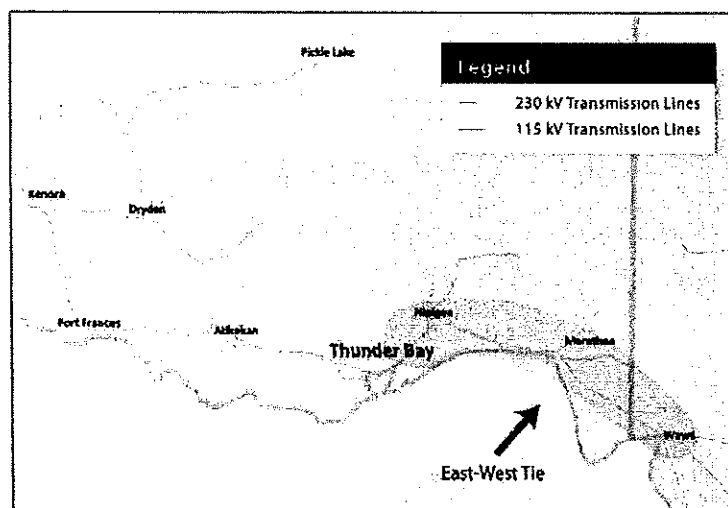 Pickle Lake
Legend
230 kV Transmission Lines
115 kV Transmission Lines
Kenora
Dryden
Nipigon
Fort Frances
Atikokan
Marathon
Thunder Bay
Wawa
East-West Tie